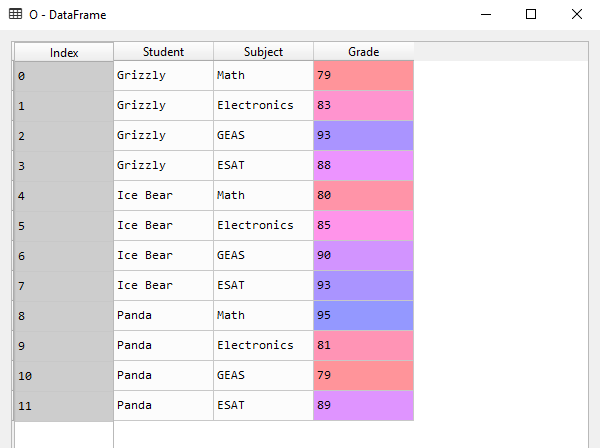 O - DataFrame
Index Student Subject Grade
0 Grizzly Math 79
1 Grizzly Electronics 83
2 Grizzly GEAS 93
3 Grizzly ESAT 88
4 Ice Bear Math 80
5 Ice Bear Electronics 85
6 Ice Bear GEAS 90
7 Ice Bear ESAT 93
8 Panda Math 95
9 Panda Electronics 81
10 Panda GEAS 79
11 Panda ESAT 89